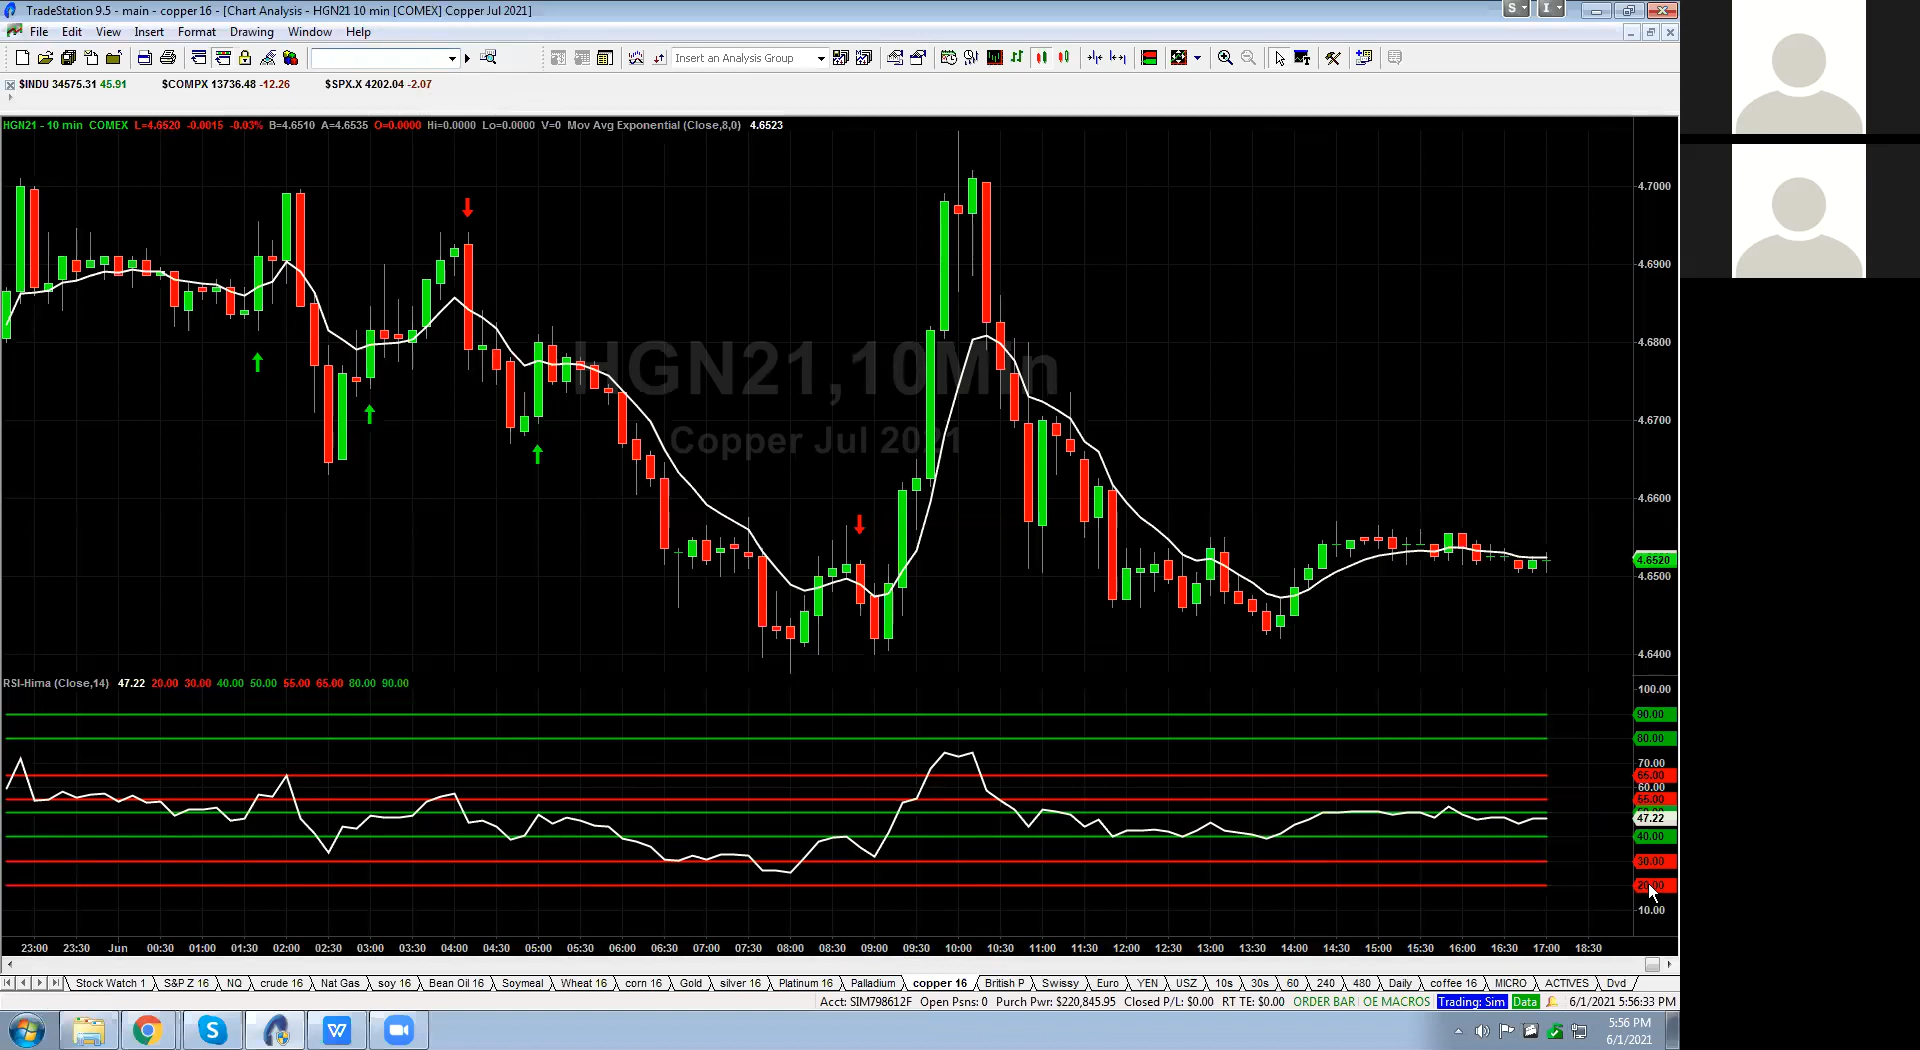 TradeStation 9.5 - main - copper 16 - [Chart Analysis - HGN21 10 min [COMEX] Copper Jul 2021]
S I
File Edit View Insert Format Drawing Window Help
Insert an Analysis Group
$INDU 34575.31 45.91 $COMPX 13736.48 -12.26 $SPX.X 4202.04 -2.07
HGN21 - 10 min COMEX L=4.6520 -0.0015 -0.03% B=4.6510 A=4.6535 O=0.0000 Hi=0.0000 Lo=0.0000 V=0 Mov Avg Exponential (Close,8,0) 4.6523
4.7000
4.6900
4.6800
HGN21,10Min
4.6700
Copper Jul 2021
4.6600
4.6520
4.6500
4.6400
RSI-Hima (Close,14) 47.22 20.00 30.00 40.00 50.00 55.00 65.00 80.00 90.00
100.00
90.00
80.00
70.00
65.00
60.00
55.00
47.22
40.00
30.00
20.00
10.00
23:00 23:30 Jun 00:30 01:00 01:30 02:00 02:30 03:00 03:30 04:00 04:30 05:00 05:30 06:00 06:30 07:00 07:30 08:00 08:30 09:00 09:30 10:00 10:30 11:00 11:30 12:00 12:30 13:00 13:30 14:00 14:30 15:00 15:30 16:00 16:30 17:00 18:30
Stock Watch 1 S&P Z 16 NQ crude 16 Nat Gas soy 16 Bean Oil 16 Soymeal Wheat 16 corn 16 Gold silver 16 Platinum 16 Palladium copper 16 British P Swissy Euro YEN USZ 10s 30s 60 240 480 Daily coffee 16 MICRO ACTIVES Dvd
Acct: SIM798612F Open Psns: 0 Purch Pwr: $220,845.95 Closed P/L: $0.00 RT TE: $0.00 ORDER BAR OE MACROS Trading: Sim Data 6/1/2021 5:56:33 PM
5:56 PM
6/1/2021